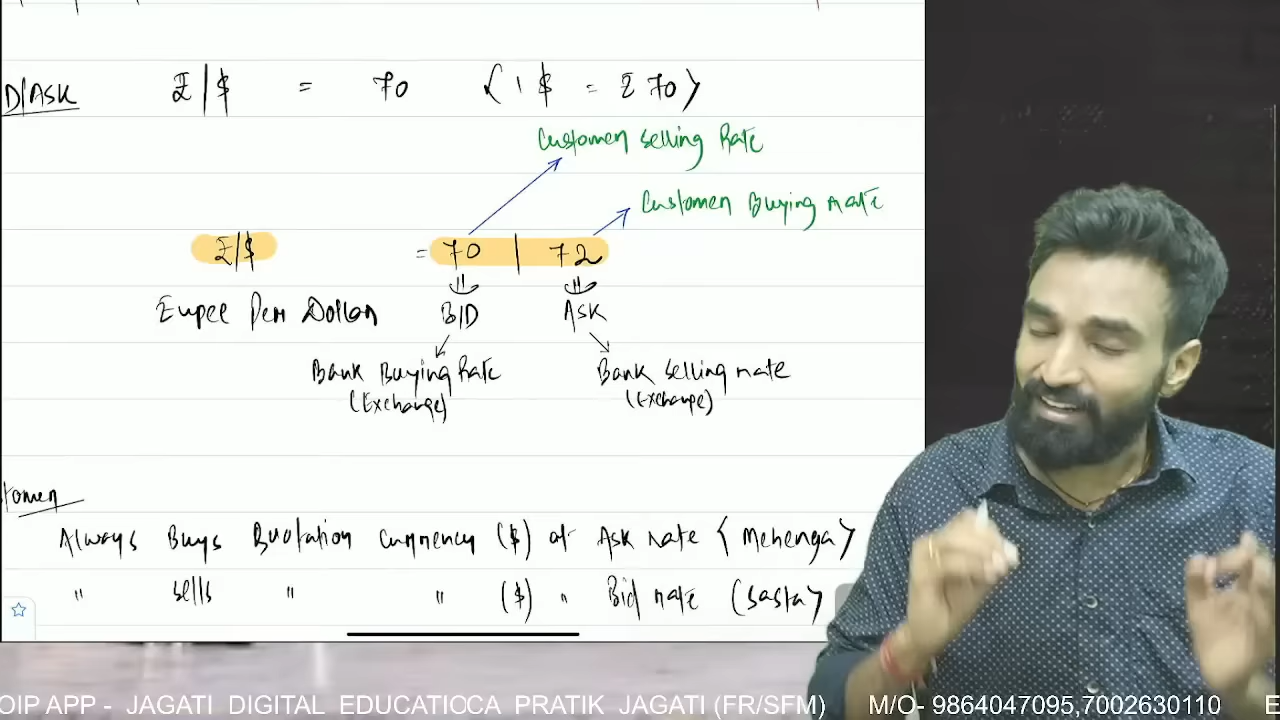 D/ASK ₹|$ = 70 {1 $ = ₹ 70}
Customer Selling Rate
Customer Buying rate
₹|$ = 70 | 72
Rupee Per Dollar BID ASK
Bank Buying Rate Bank Selling rate
(Exchange) (Exchange)
tomer
Always Buys Quotation Currency ($) at Ask rate {Mehenga}
" sells " " ($) " Bid rate (Sasta}
OIP APP - JAGATI DIGITAL EDUCATIOCA PRATIK JAGATI (FR/SFM) M/O- 9864047095,7002630110 E